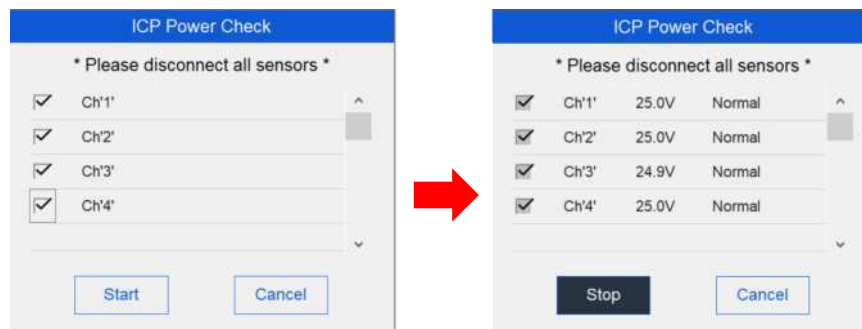 ICP Power Check
* Please disconnect all sensors *
Ch'1'
Ch'2'
Ch'3'
Ch'4'
Start Cancel
ICP Power Check
* Please disconnect all sensors *
Ch'1' 25.0V Normal
Ch'2' 25.0V Normal
Ch'3' 24.9V Normal
Ch'4' 25.0V Normal
Stop Cancel